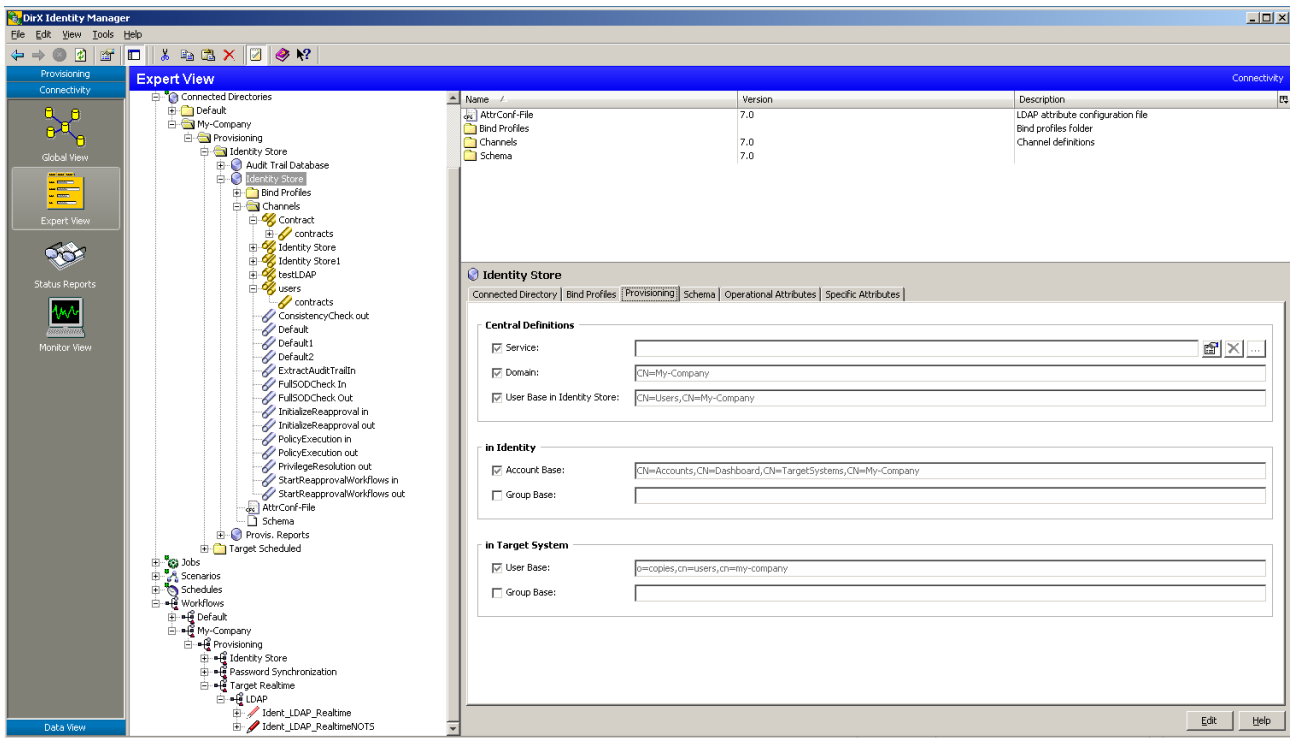 DirX Identity Manager
File Edit View Tools Help
Provisioning
Connectivity
Global View
Expert View
Status Reports
Monitor View
Data View
Expert View
Connectivity
Connected Directories
Default
My-Company
Provisioning
Identity Store
Audit Trail Database
Identity Store
Bind Profiles
Channels
Contract
contracts
Identity Store
Identity Store1
testLDAP
users
contracts
ConsistencyCheck out
Default
Default1
Default2
ExtractAuditTrailIn
FullSODCheck In
FullSODCheck Out
InitializeReapproval in
InitializeReapproval out
PolicyExecution in
PolicyExecution out
PrivilegeResolution out
StartReapprovalWorkflows in
StartReapprovalWorkflows out
AttrConf-File
Schema
Provis. Reports
Target Scheduled
Jobs
Scenarios
Schedules
Workflows
Default
My-Company
Provisioning
Identity Store
Password Synchronization
Target Realtime
LDAP
Ident_LDAP_Realtime
Ident_LDAP_RealtimeNOTS
Name Version Description
AttrConf-File 7.0 LDAP attribute configuration file
Bind Profiles Bind profiles folder
Channels 7.0 Channel definitions
Schema 7.0
Identity Store
Connected Directory Bind Profiles Provisioning Schema Operational Attributes Specific Attributes
Central Definitions
Service: ...
Domain: CN=My-Company
User Base in Identity Store: CN=Users,CN=My-Company
in Identity
Account Base: CN=Accounts,CN=Dashboard,CN=TargetSystems,CN=My-Company
Group Base:
in Target System
User Base: o=copies,cn=users,cn=my-company
Group Base:
Edit Help